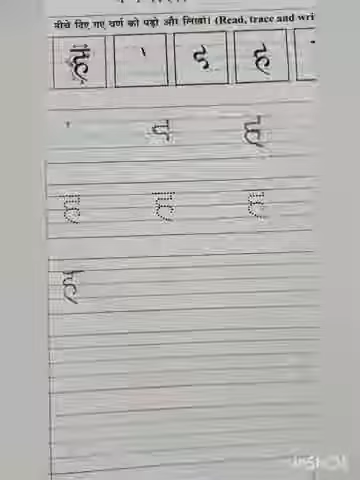 नीचे दिए गए वर्ण को पढ़ो और लिखो। (Read, trace and wri
ह ह
ह
ह ह ह
ह